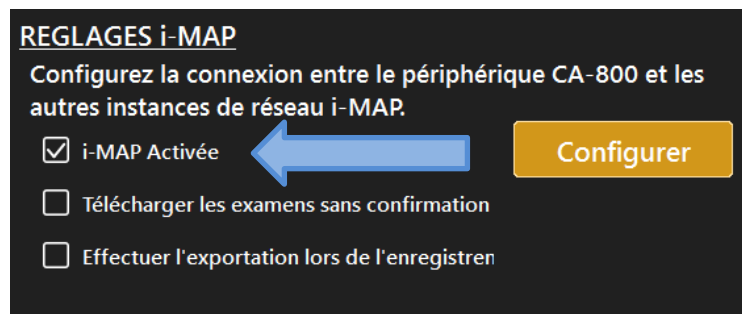 REGLAGES i-MAP
Configurez la connexion entre le périphérique CA-800 et les
autres instances de réseau i-MAP.
i-MAP Activée
Configurer
Télécharger les examens sans confirmation
Effectuer l'exportation lors de l'enregistren